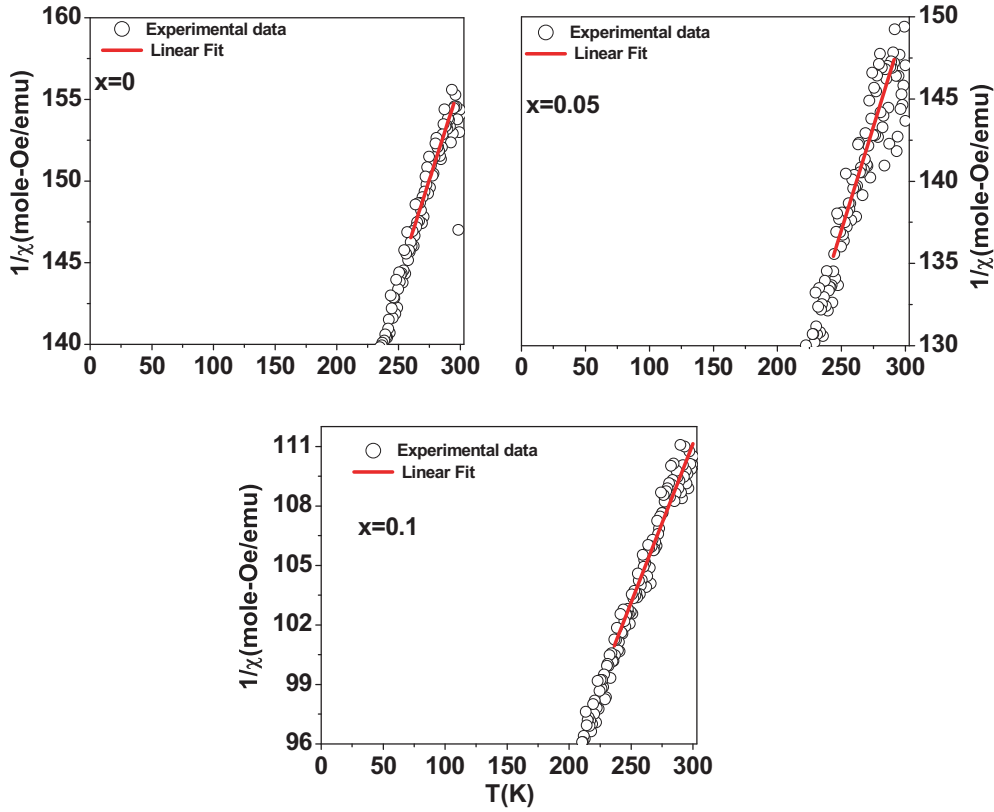 160
155
150
145
140
1/χ(mole-Oe/emu)
Experimental data
Linear Fit
x=0
0 50 100 150 200 250 300
Experimental data
Linear Fit
x=0.05
150
145
140
135
130
1/χ(mole-Oe/emu)
0 50 100 150 200 250 300
111
108
105
102
99
96
1/χ(mole-Oe/emu)
Experimental data
Linear Fit
x=0.1
0 50 100 150 200 250 300
T(K)